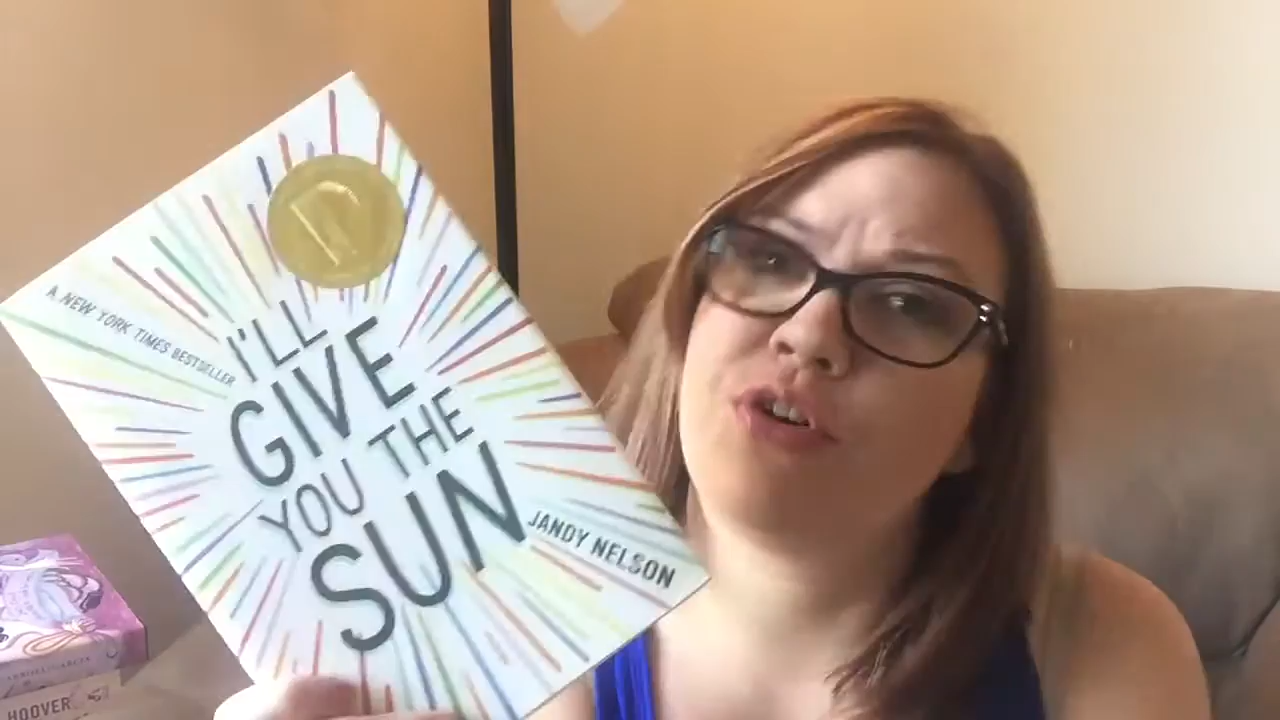 A NEW YORK TIMES BESTSELLER
I'LL
GIVE
YOU THE
SUN
JANDY NELSON
HOOVER